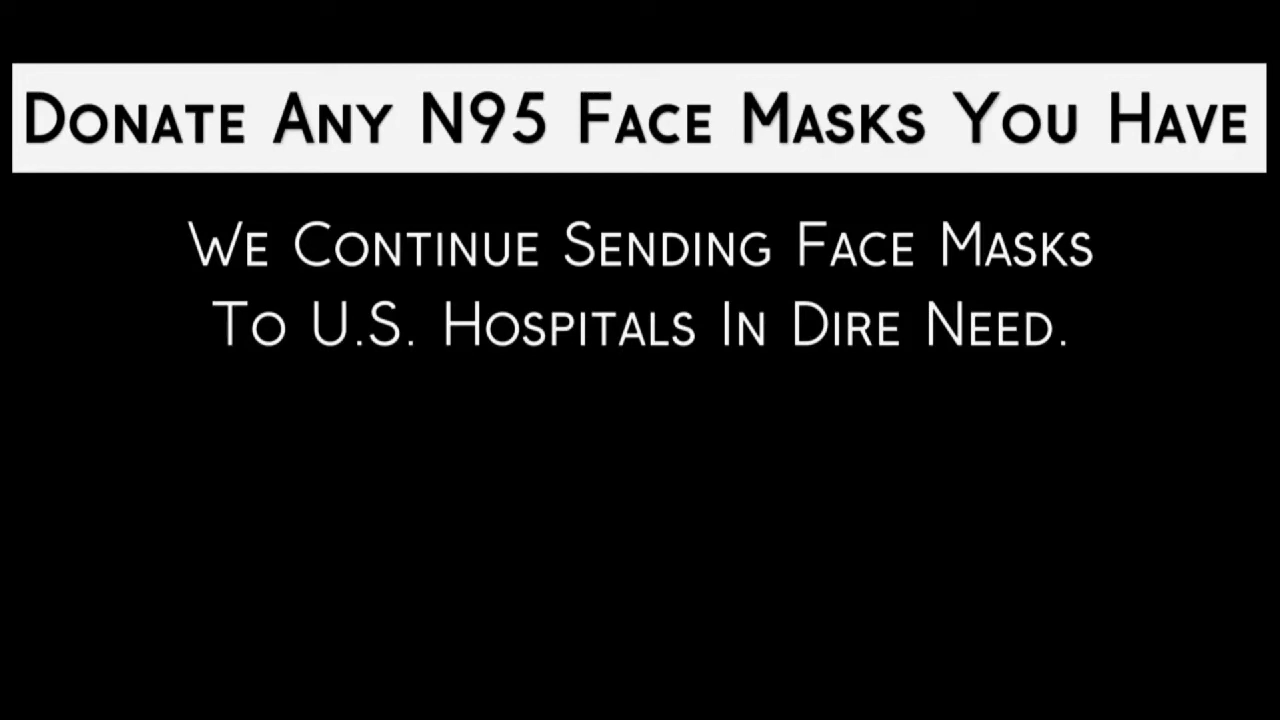 Donate Any N95 Face Masks You Have
We Continue Sending Face Masks
To U.S. Hospitals In Dire Need.